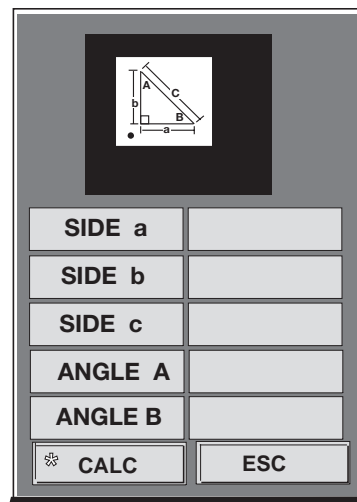 A
C
b
B
a
SIDE a
SIDE b
SIDE c
ANGLE A
ANGLE B
CALC ESC